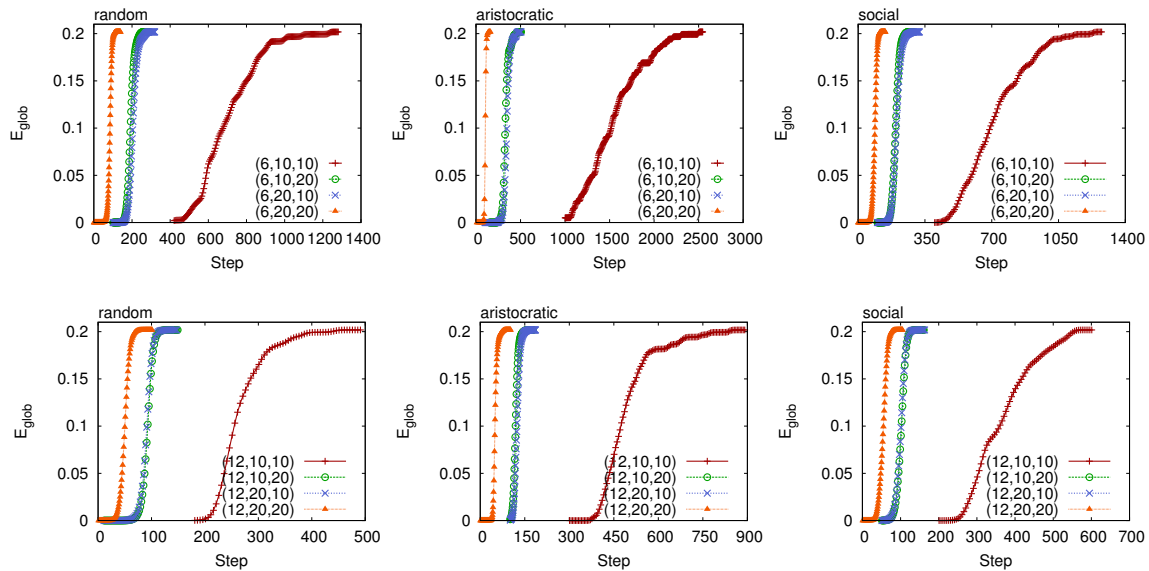 random
E_glob
0.2
0.15
0.1
0.05
0
(6,10,10)
(6,10,20)
(6,20,10)
(6,20,20)
0 200 400 600 800 1000 1200 1400
Step
aristocratic
E_glob
0.2
0.15
0.1
0.05
0
(6,10,10)
(6,10,20)
(6,20,10)
(6,20,20)
0 500 1000 1500 2000 2500 3000
Step
social
E_glob
0.2
0.15
0.1
0.05
0
(6,10,10)
(6,10,20)
(6,20,10)
(6,20,20)
0 350 700 1050 1400
Step
random
E_glob
0.2
0.15
0.1
0.05
0
(12,10,10)
(12,10,20)
(12,20,10)
(12,20,20)
0 100 200 300 400 500
Step
aristocratic
E_glob
0.2
0.15
0.1
0.05
0
(12,10,10)
(12,10,20)
(12,20,10)
(12,20,20)
0 150 300 450 600 750 900
Step
social
E_glob
0.2
0.15
0.1
0.05
0
(12,10,10)
(12,10,20)
(12,20,10)
(12,20,20)
0 100 200 300 400 500 600 700
Step